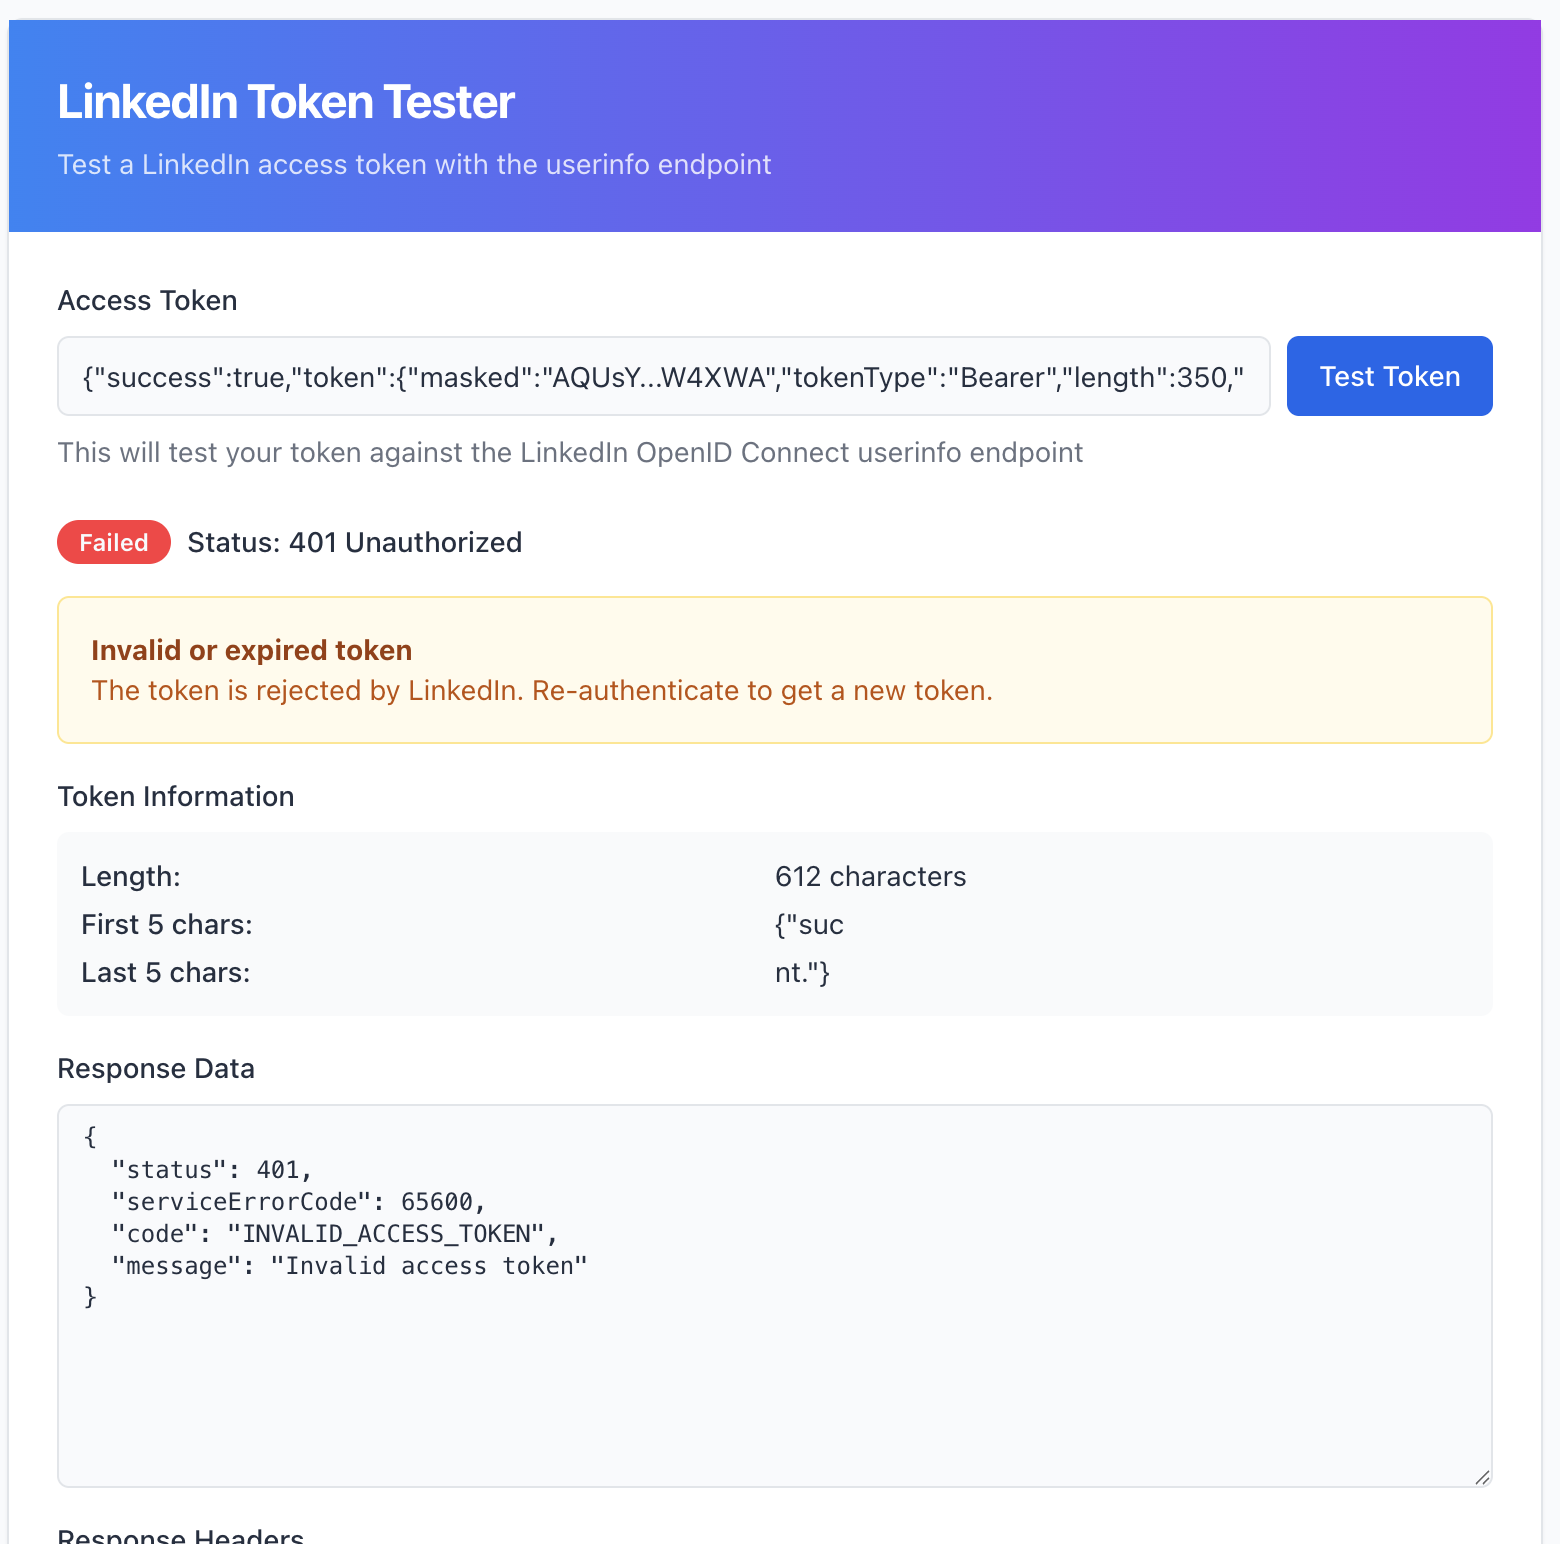 LinkedIn Token Tester
Test a LinkedIn access token with the userinfo endpoint
Access Token
{"success":true,"token":{"masked":"AQUsY...W4XWA","tokenType":"Bearer","length":350,"
Test Token
This will test your token against the LinkedIn OpenID Connect userinfo endpoint
Failed
Status: 401 Unauthorized
Invalid or expired token
The token is rejected by LinkedIn. Re-authenticate to get a new token.
Token Information
Length:
612 characters
First 5 chars:
{"suc
Last 5 chars:
nt."}
Response Data
{
  "status": 401,
  "serviceErrorCode": 65600,
  "code": "INVALID_ACCESS_TOKEN",
  "message": "Invalid access token"
}
Response Headers